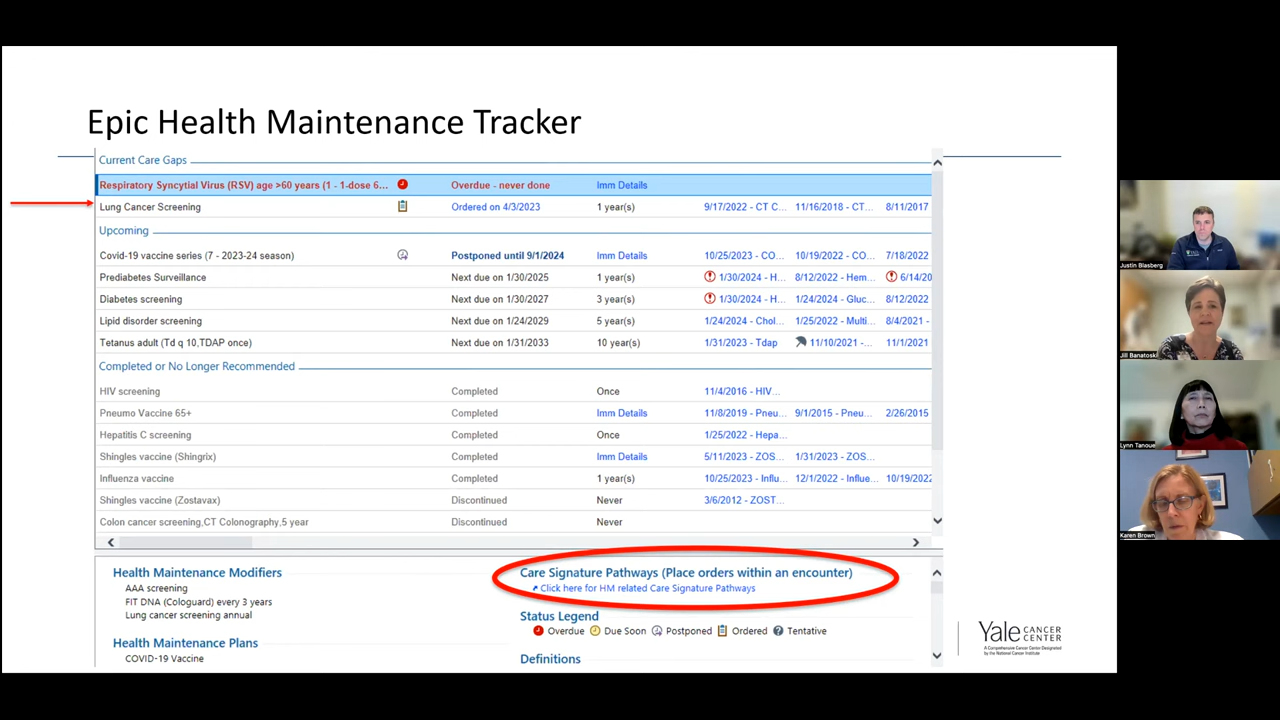 Epic Health Maintenance Tracker
Current Care Gaps
Respiratory Syncytial Virus (RSV) age >60 years (1 - 1-dose 6... Overdue - never done Imm Details
Lung Cancer Screening Ordered on 4/3/2023 1 year(s) 9/17/2022 - CT C... 11/16/2018 - CT... 8/11/2017
Upcoming
Covid-19 vaccine series (7 - 2023-24 season) Postponed until 9/1/2024 Imm Details 10/25/2023 - CO... 10/19/2022 - CO... 7/18/2022
Prediabetes Surveillance Next due on 1/30/2025 1 year(s) 1/30/2024 - H... 8/12/2022 - Hem... 6/14/20
Diabetes screening Next due on 1/30/2027 3 year(s) 1/30/2024 - H... 1/24/2024 - Gluc... 8/12/2022
Lipid disorder screening Next due on 1/24/2029 5 year(s) 1/24/2024 - Chol... 1/25/2022 - Multi... 8/4/2021 -
Tetanus adult (Td q 10,TDAP once) Next due on 1/31/2033 10 year(s) 1/31/2023 - Tdap 11/10/2021 -... 11/1/2021
Completed or No Longer Recommended
HIV screening Completed Once 11/4/2016 - HIV...
Pneumo Vaccine 65+ Completed Imm Details 11/8/2019 - Pneu... 9/1/2015 - Pneu... 2/26/2015
Hepatitis C screening Completed Once 1/25/2022 - Hepa...
Shingles vaccine (Shingrix) Completed Imm Details 5/11/2023 - ZOS... 1/31/2023 - ZOS...
Influenza vaccine Completed 1 year(s) 10/25/2023 - Influ... 12/1/2022 - Influe... 10/19/2022
Shingles vaccine (Zostavax) Discontinued Never 3/6/2012 - ZOST...
Colon cancer screening,CT Colonography,5 year Discontinued Never
Health Maintenance Modifiers
AAA screening
FIT DNA (Cologuard) every 3 years
Lung cancer screening annual
Health Maintenance Plans
COVID-19 Vaccine
Care Signature Pathways (Place orders within an encounter)
Click here for HM related Care Signature Pathways
Status Legend
Overdue Due Soon Postponed Ordered Tentative
Definitions
Yale CANCER CENTER
A Comprehensive Cancer Center Designated
by the National Cancer Institute
Justin Blasberg
Jill Banatoski
Lynn Tanoue
Karen Brown